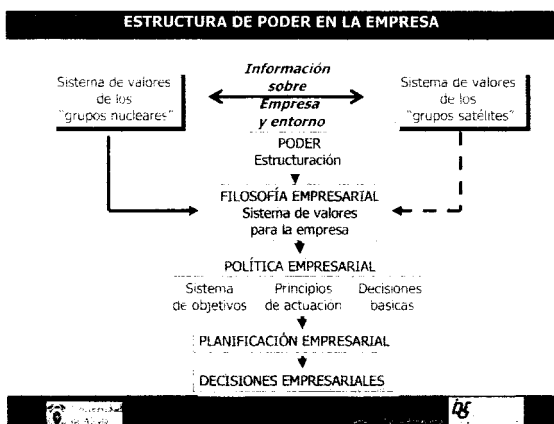 ESTRUCTURA DE PODER EN LA EMPRESA
Sistema de valores
de los
"grupos nucleares"
Información
sobre
Empresa
y entorno
Sistema de valores
de los
"grupos satélites"
PODER
Estructuración
FILOSOFÍA EMPRESARIAL
Sistema de valores
para la empresa
POLÍTICA EMPRESARIAL
Sistema
de objetivos
Principios
de actuación
Decisiones
basicas
PLANIFICACIÓN EMPRESARIAL
DECISIONES EMPRESARIALES